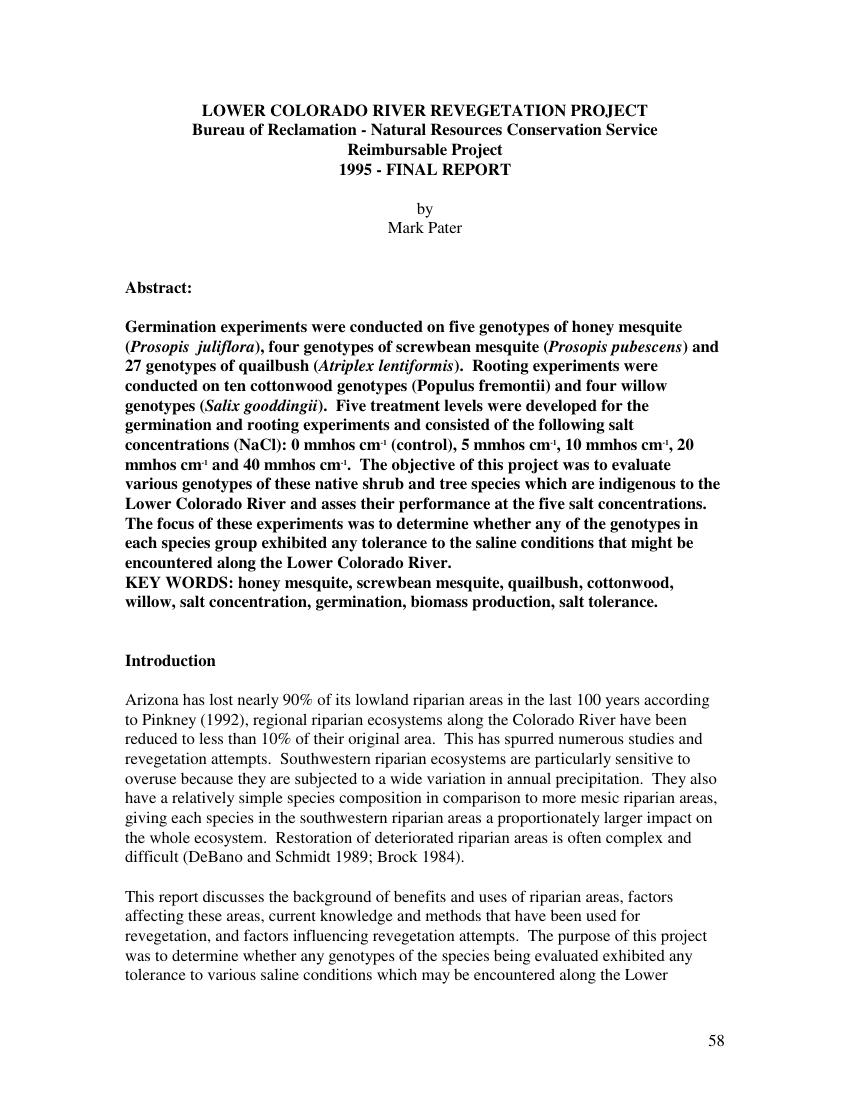 LOWER COLORADO RIVER REVEGETATION PROJECT
Bureau of Reclamation - Natural Resources Conservation Service
Reimbursable Project
1995 - FINAL REPORT
by
Mark Pater
Abstract:
Germination experiments were conducted on five genotypes of honey mesquite
(Prosopis juliflora), four genotypes of screwbean mesquite (Prosopis pubescens) and
27 genotypes of quailbush (Atriplex lentiformis). Rooting experiments were
conducted on ten cottonwood genotypes (Populus fremontii) and four willow
genotypes (Salix gooddingii). Five treatment levels were developed for the
germination and rooting experiments and consisted of the following salt
concentrations (NaCl): 0 mmhos cm⁻¹ (control), 5 mmhos cm⁻¹, 10 mmhos cm⁻¹, 20
mmhos cm⁻¹ and 40 mmhos cm⁻¹. The objective of this project was to evaluate
various genotypes of these native shrub and tree species which are indigenous to the
Lower Colorado River and asses their performance at the five salt concentrations.
The focus of these experiments was to determine whether any of the genotypes in
each species group exhibited any tolerance to the saline conditions that might be
encountered along the Lower Colorado River.
KEY WORDS: honey mesquite, screwbean mesquite, quailbush, cottonwood,
willow, salt concentration, germination, biomass production, salt tolerance.
Introduction
Arizona has lost nearly 90% of its lowland riparian areas in the last 100 years according
to Pinkney (1992), regional riparian ecosystems along the Colorado River have been
reduced to less than 10% of their original area. This has spurred numerous studies and
revegetation attempts. Southwestern riparian ecosystems are particularly sensitive to
overuse because they are subjected to a wide variation in annual precipitation. They also
have a relatively simple species composition in comparison to more mesic riparian areas,
giving each species in the southwestern riparian areas a proportionately larger impact on
the whole ecosystem. Restoration of deteriorated riparian areas is often complex and
difficult (DeBano and Schmidt 1989; Brock 1984).
This report discusses the background of benefits and uses of riparian areas, factors
affecting these areas, current knowledge and methods that have been used for
revegetation, and factors influencing revegetation attempts. The purpose of this project
was to determine whether any genotypes of the species being evaluated exhibited any
tolerance to various saline conditions which may be encountered along the Lower
58